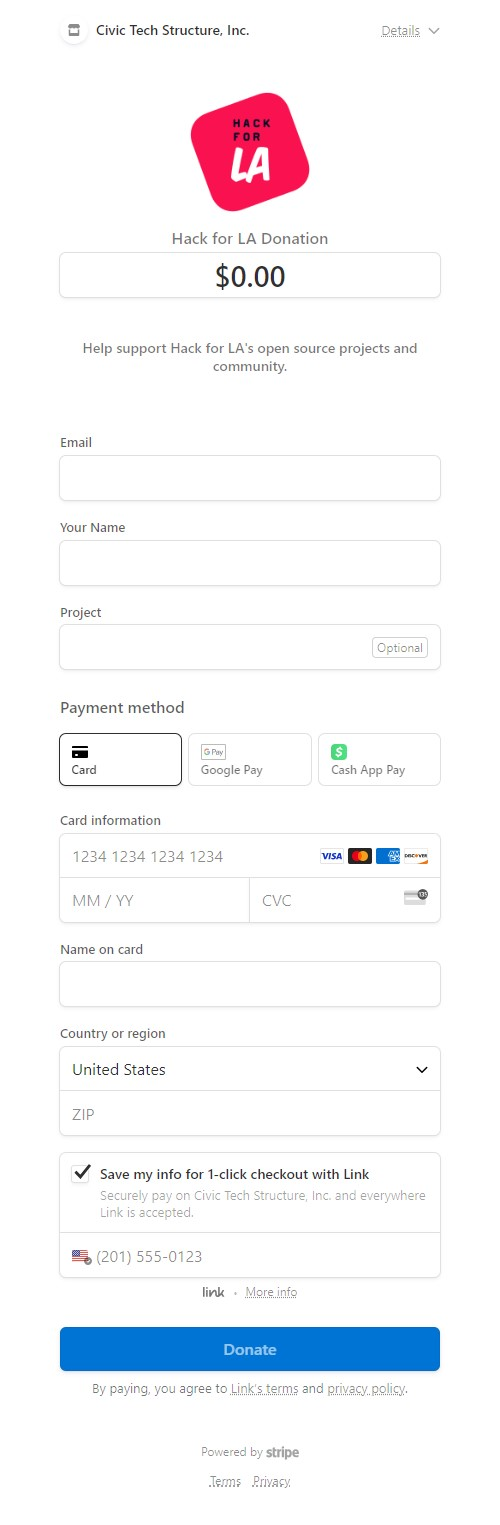 Civic Tech Structure, Inc.
Details
HACK
FOR
LA
Hack for LA Donation
$0.00
Help support Hack for LA's open source projects and
community.
Email
Your Name
Project
Optional
Payment method
Card
G Pay
Google Pay
$
Cash App Pay
Card information
1234 1234 1234 1234
VISA
AM
EX
DISCOVER
MM / YY
CVC
135
Name on card
Country or region
United States
ZIP
Save my info for 1-click checkout with Link
Securely pay on Civic Tech Structure, Inc. and everywhere
Link is accepted.
(201) 555-0123
link • More info
Donate
By paying, you agree to Link's terms and privacy policy.
Powered by stripe
Terms Privacy